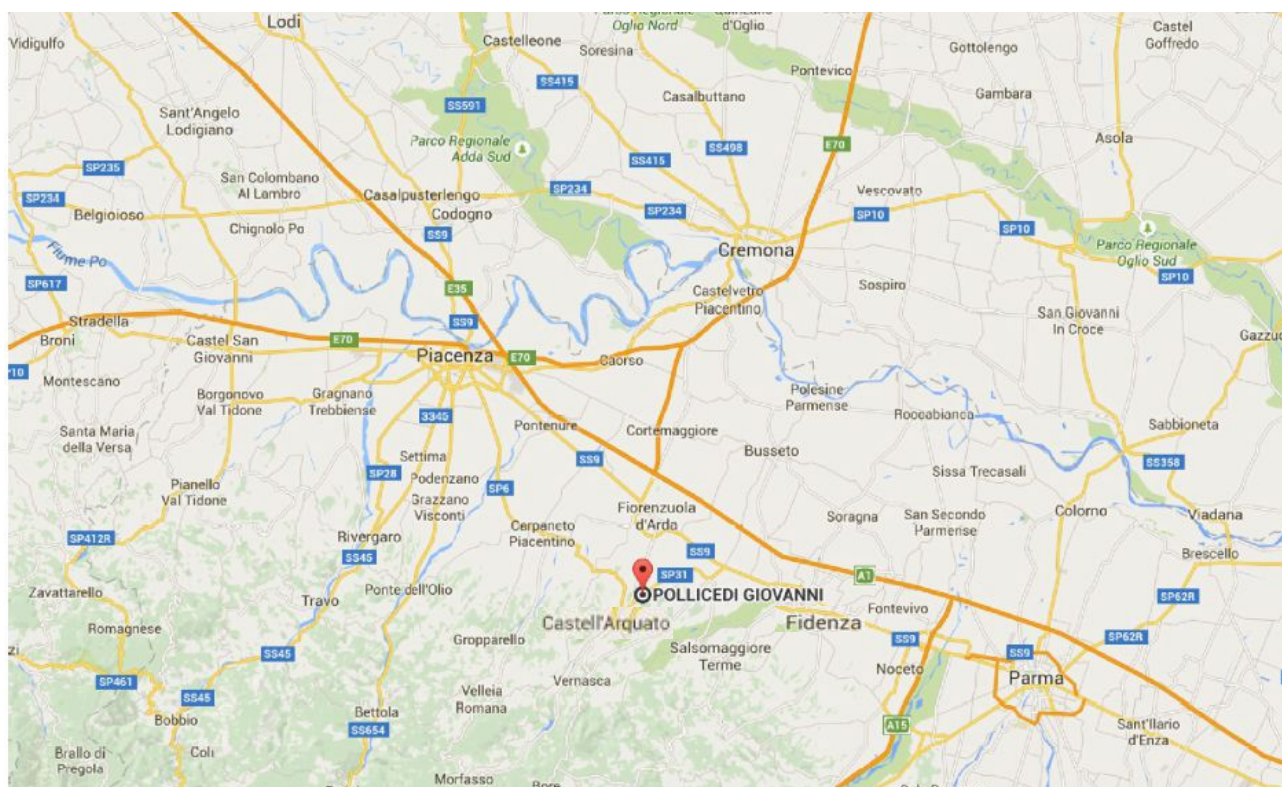 Parco Regionale
Oglio Nord
Quinzano
d'Oglio
Lodi
Vidigulfo
Castelleone
Soresina
Gottolengo
Castel
Goffredo
Pontevico
SS415
Casalbuttano
Gambara
SS591
Sant'Angelo
Lodigiano
Asola
Parco Regionale
Adda Sud
SS415
SS498
E70
SP235
San Colombano
Al Lambro
Casalpusterlengo
SP234
Vescovato
SP234
Belgioioso
Codogno
SP234
SP10
Chignolo Po
SS9
SP10
Parco Regionale
Oglio Sud
Fiume Po
Cremona
SP10
SP617
E35
Castelvetro
Piacentino
Sospiro
San Giovanni
In Croce
Stradella
SS9
Gazzuo
Broni
Castel San
Giovanni
E70
Piacenza
E70
Caorso
P10
Montescano
Borgonovo
Val Tidone
Gragnano
Trebbiense
Polesine
Parmense
Roccabianca
3345
Pontenure
Cortemaggiore
Sabbioneta
Santa Maria
della Versa
Settima
SS9
Busseto
SS358
SP28
Podenzano
Sissa Trecasali
Pianello
Val Tidone
SP6
Grazzano
Visconti
Fiorenzuola
d'Arda
Soragna
San Secondo
Parmense
Colorno
Viadana
SP412R
Rivergaro
Carpaneto
Piacentino
SS9
Brescello
SS45
SP31
A1
Zavattarello
Ponte dell'Olio
POLLICEDI GIOVANNI
SP62R
Travo
Castell'Arquato
Fidenza
Fontevivo
Romagnese
Gropparello
SP62R
zi
SS45
Salsomaggiore
Terme
SS9
SS9
Noceto
Parma
SP461
SS45
Velleia
Romana
Vernasca
Bobbio
Bettola
A15
Sant'Ilario
d'Enza
SS654
Brallo di
Pregola
Coli
Morfasso
Bore